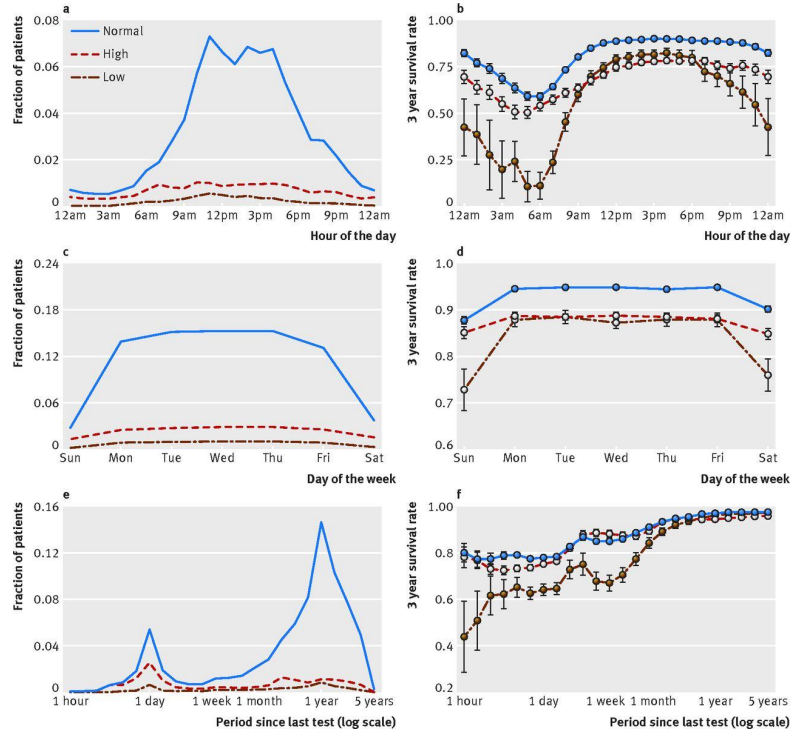 a
Fraction of patients
0.08
0.06
0.04
0.02
0
Normal
High
Low
12am 3am 6am 9am 12pm 3pm 6pm 9pm 12am
Hour of the day
b
3 year survival rate
1.00
0.75
0.50
0.25
0
12am 3am 6am 9am 12pm 3pm 6pm 9pm 12am
Hour of the day
c
Fraction of patients
0.24
0.18
0.12
0.06
0
Sun Mon Tue Wed Thu Fri Sat
Day of the week
d
3 year survival rate
1.0
0.9
0.8
0.7
0.6
Sun Mon Tue Wed Thu Fri Sat
Day of the week
e
Fraction of patients
0.16
0.12
0.08
0.04
0
1 hour 1 day 1 week 1 month 1 year 5 years
Period since last test (log scale)
f
3 year survival rate
1.0
0.8
0.6
0.4
0.2
1 hour 1 day 1 week 1 month 1 year 5 years
Period since last test (log scale)